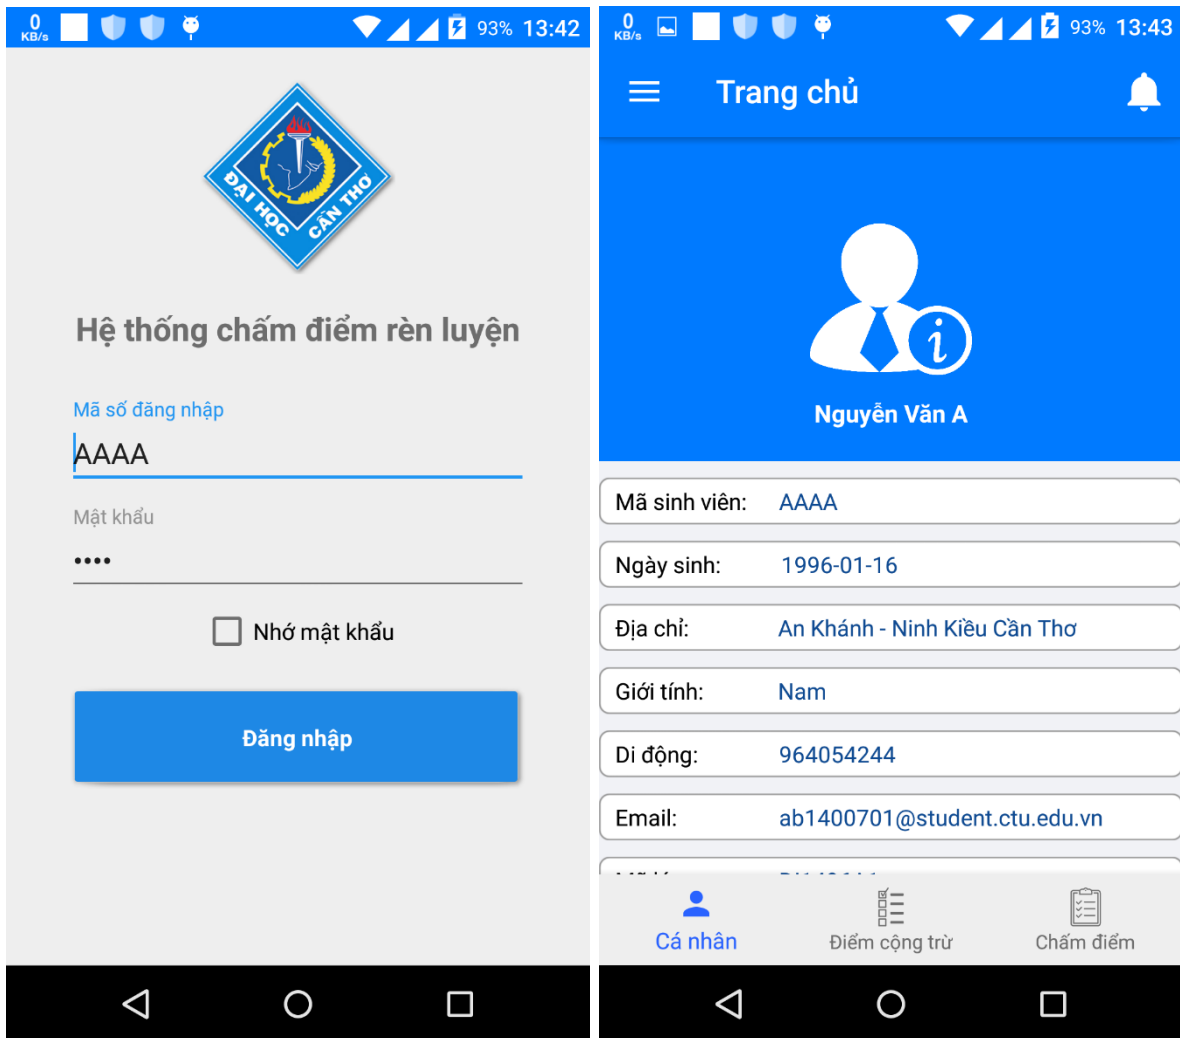 0
KB/s
93% 13:42
ĐẠI HỌC CẦN THƠ
Hệ thống chấm điểm rèn luyện
Mã số đăng nhập
AAAA
Mật khẩu
••••
Nhớ mật khẩu
Đăng nhập
0
KB/s
93% 13:43
Trang chủ
i
Nguyễn Văn A
Mã sinh viên: AAAA
Ngày sinh: 1996-01-16
Địa chỉ: An Khánh - Ninh Kiều Cần Thơ
Giới tính: Nam
Di động: 964054244
Email: ab1400701@student.ctu.edu.vn
Cá nhân
Điểm cộng trừ
Chấm điểm